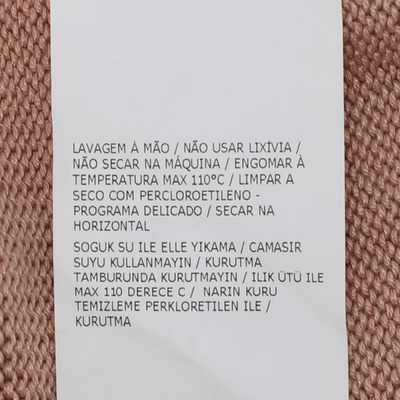 LAVAGEM À MÃO / NÃO USAR LIXÍVIA /
NÃO SECAR NA MÁQUINA / ENGOMAR À
TEMPERATURA MAX 110°C / LIMPAR A
SECO COM PERCLOROETILENO -
PROGRAMA DELICADO / SECAR NA
HORIZONTAL
SOGUK SU ILE ELLE YIKAMA / CAMASIR
SUYU KULLANMAYIN / KURUTMA
TAMBURUNDA KURUTMAYIN / ILIK ÜTÜ ILE
MAX 110 DERECE C / NARIN KURU
TEMIZLEME PERKLORETILEN ILE /
KURUTMA